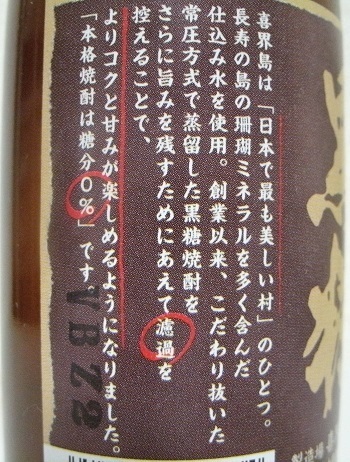 喜界島は「日本で最も美しい村」のひとつ。
長寿の島の珊瑚ミネラルを多く含んだ
仕込み水を使用。創業以来、こだわり抜いた
常圧方式で蒸留した黒糖焼酎を
さらに旨みを残すためにあえて濾過を
控えることで、
よりコクと甘みが楽しめるようになりました。
「本格焼酎は糖分0%」です
VB22
製造場